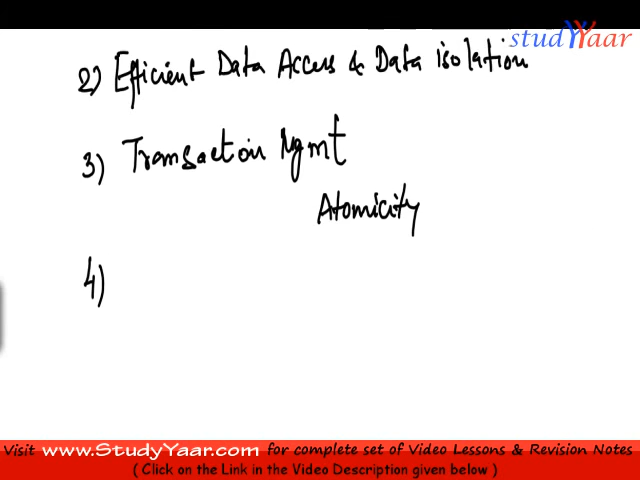 studYYaar
2) Efficient Data Access & Data isolation
3) Transaction Mgmt
Atomicity
4)
Visit www.StudyYaar.com for complete set of Video Lessons & Revision Notes
( Click on the Link in the Video Description given below )